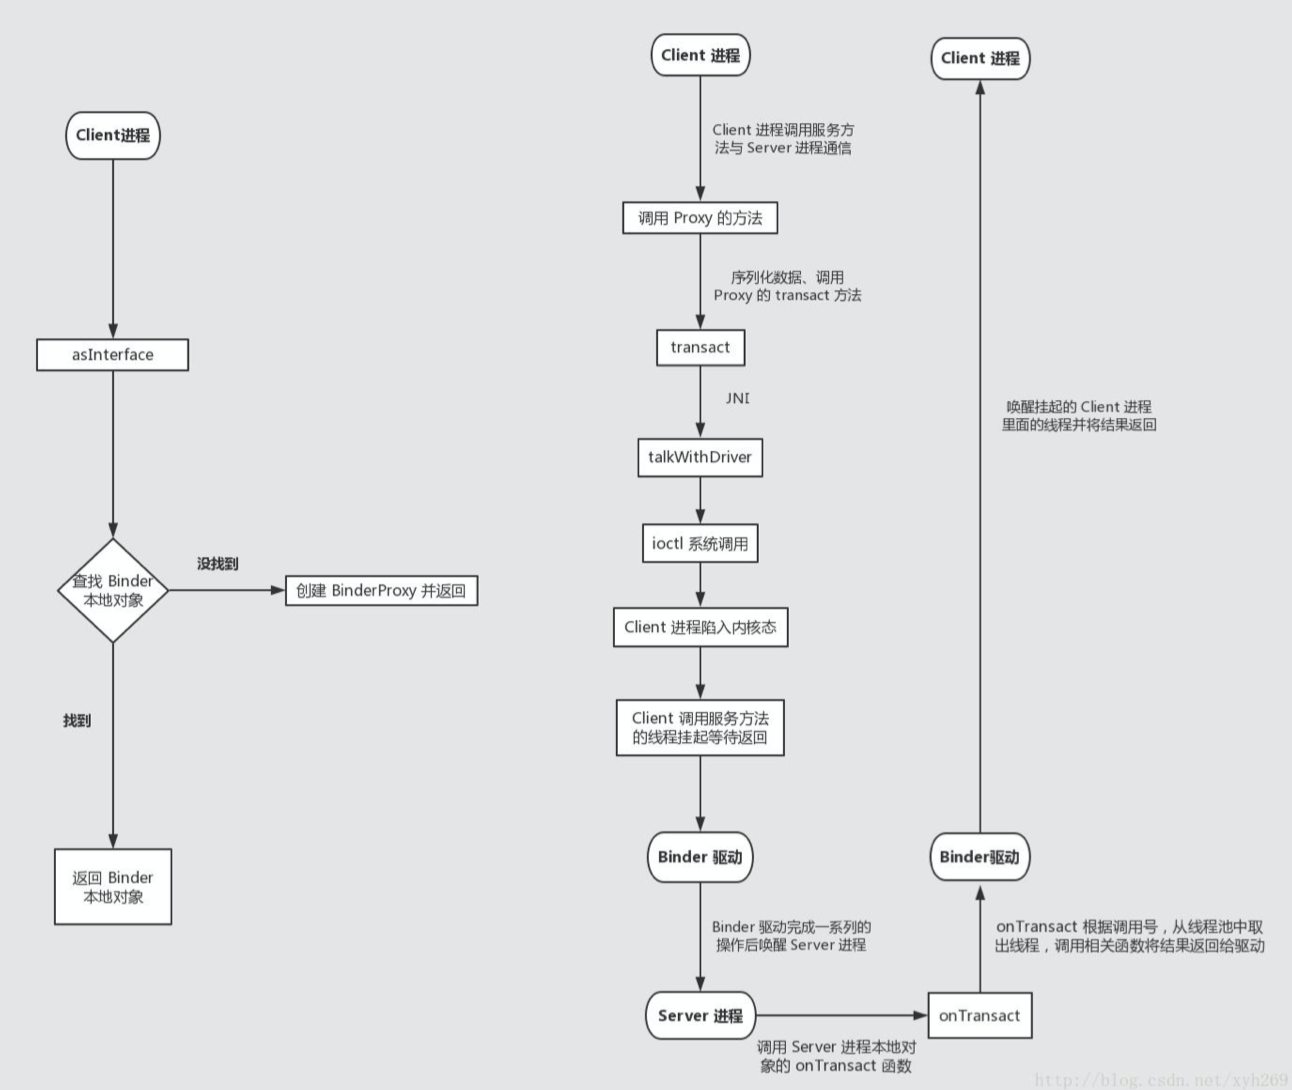 Client进程
asInterface
查找 Binder
本地对象
没找到
创建 BinderProxy 并返回
找到
返回 Binder
本地对象
Client 进程
Client 进程调用服务方
法与 Server 进程通信
调用 Proxy 的方法
序列化数据、调用
Proxy 的 transact 方法
transact
JNI
talkWithDriver
ioctl 系统调用
Client 进程陷入内核态
Client 调用服务方法
的线程挂起等待返回
Binder 驱动
Binder 驱动完成一系列的
操作后唤醒 Server 进程
Server 进程
调用 Server 进程本地对
象的 onTransact 函数
onTransact
onTransact 根据调用号，从线程池中取
出线程，调用相关函数将结果返回给驱动
Binder驱动
唤醒挂起的 Client 进程
里面的线程并将结果返回
Client 进程
http://blog.csdn.net/xyh269